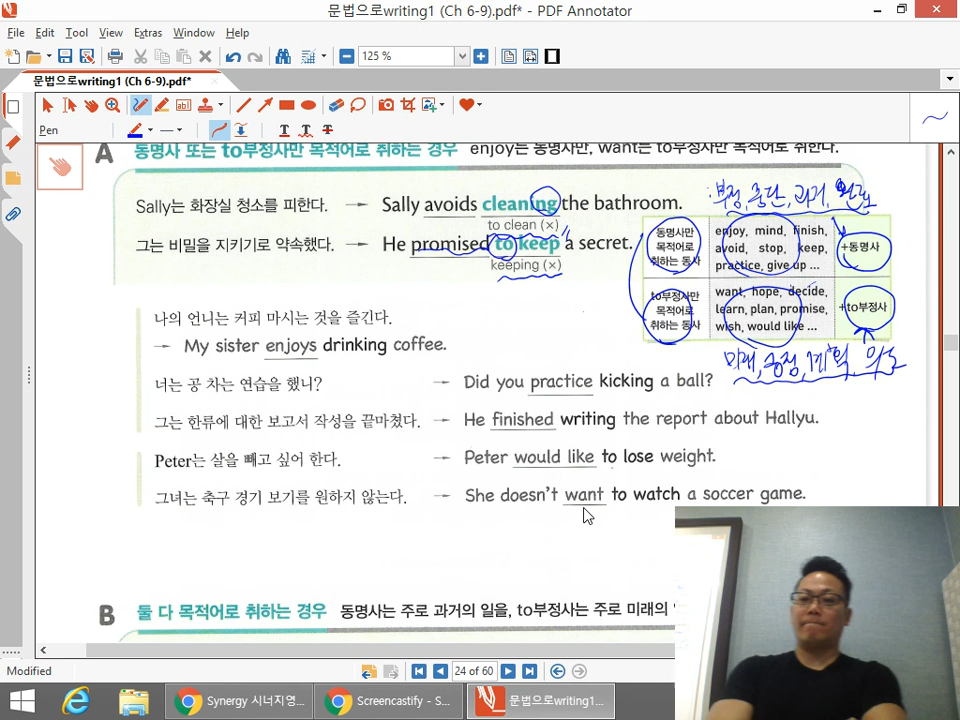 문법으로writing1 (Ch 6-9).pdf* - PDF Annotator
File Edit Tool View Extras Window Help
125 %
문법으로writing1 (Ch 6-9).pdf*
Pen
A 동명사 또는 to부정사만 목적어로 취하는 경우 enjoy는 동명사만, want는 to부정사만 목적어로 취한다.
부정, 중단, 과거, 완료
Sally는 화장실 청소를 피한다. → Sally avoids cleaning the bathroom.
to clean (×)
그는 비밀을 지키기로 약속했다. → He promised to keep a secret.
keeping (×)
동명사만
목적어로
취하는 동사
enjoy, mind, finish,
avoid, stop, keep,
practice, give up ...
+동명사
to부정사만
목적어로
취하는 동사
want, hope, decide,
learn, plan, promise,
wish, would like ...
+to부정사
미래, 긍정, 계획, 의도
나의 언니는 커피 마시는 것을 즐긴다.
→ My sister enjoys drinking coffee.
너는 공 차는 연습을 했니? → Did you practice kicking a ball?
그는 한류에 대한 보고서 작성을 끝마쳤다. → He finished writing the report about Hallyu.
Peter는 살을 빼고 싶어 한다. → Peter would like to lose weight.
그녀는 축구 경기 보기를 원하지 않는다. → She doesn't want to watch a soccer game.
B 둘 다 목적어로 취하는 경우 동명사는 주로 과거의 일을, to부정사는 주로 미래의
Modified
24 of 60
Synergy 시너지영...
Screencastify - S...
문법으로writing1...